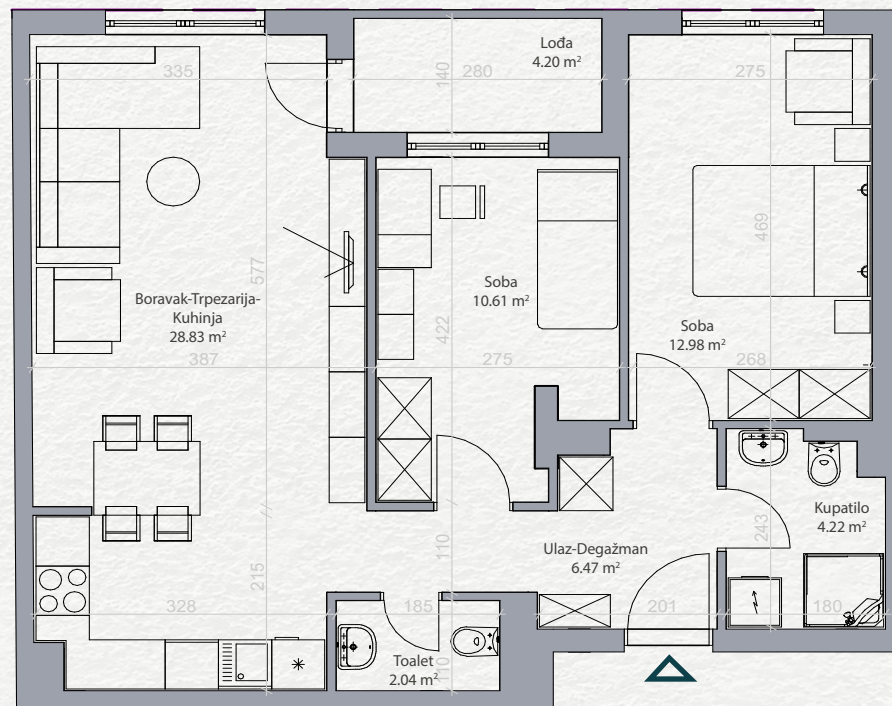 Lođa
4.20 m²
335
140
280
275
577
469
Boravak-Trpezarija-
Kuhinja
28.83 m²
Soba
10.61 m²
422
Soba
12.98 m²
387
275
268
Kupatilo
4.22 m²
243
110
Ulaz-Degažman
6.47 m²
215
328
185
201
180
Toalet
2.04 m²